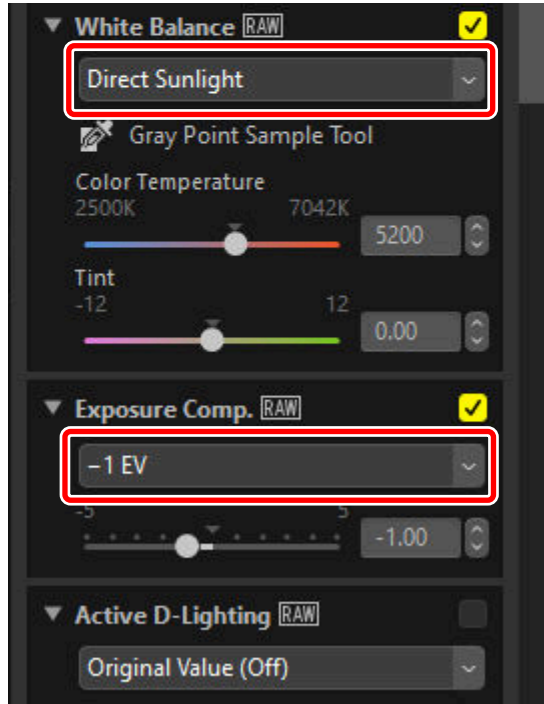 White Balance RAW
Direct Sunlight
Gray Point Sample Tool
Color Temperature
2500K 7042K
5200
Tint
-12 12
0.00
Exposure Comp. RAW
−1 EV
-5 5
-1.00
Active D-Lighting RAW
Original Value (Off)